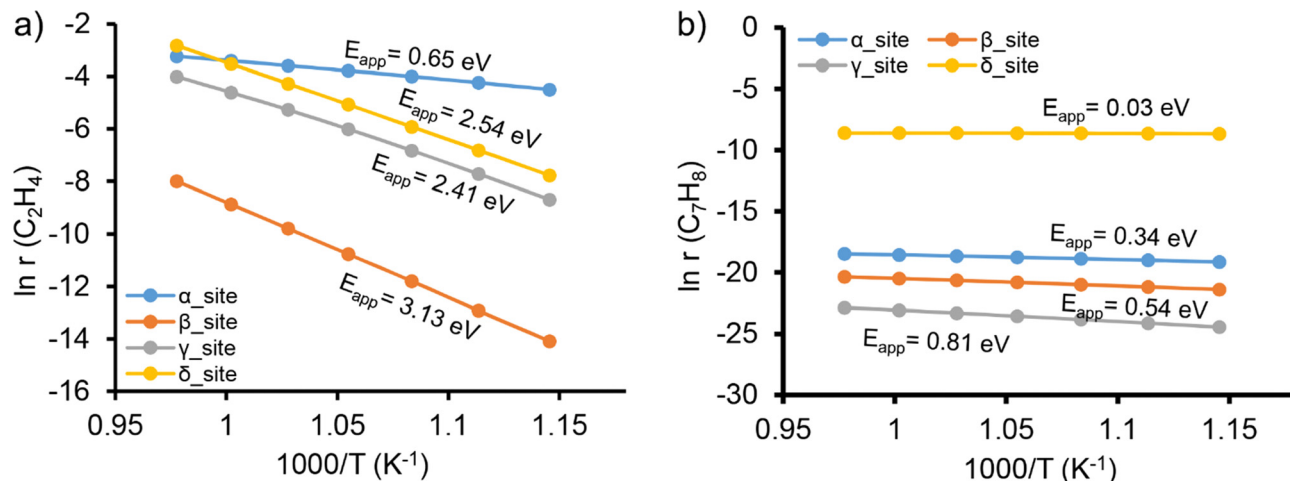 a)
ln r (C₂H₄)
-2
-4
-6
-8
-10
-12
-14
-16
Eapp= 0.65 eV
Eapp= 2.54 eV
Eapp= 2.41 eV
Eapp= 3.13 eV
α_site
β_site
γ_site
δ_site
0.95 1 1.05 1.1 1.15
1000/T (K⁻¹)
b)
ln r (C₇H₈)
0
-5
-10
-15
-20
-25
-30
α_site β_site
γ_site δ_site
Eapp= 0.03 eV
Eapp= 0.34 eV
Eapp= 0.54 eV
Eapp= 0.81 eV
0.95 1 1.05 1.1 1.15
1000/T (K⁻¹)